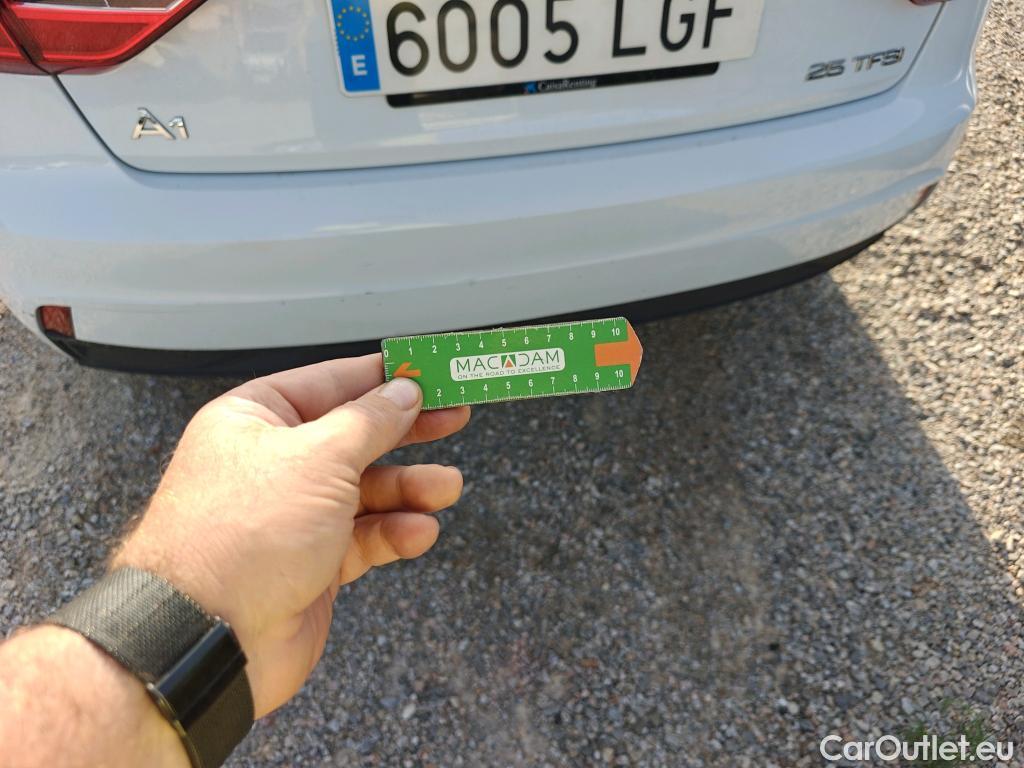 E 6005 LGF
CaixaRenting
25 TFSI
A1
0 1 2 3 4 5 6 7 8 9 10
MACADAM
ON THE ROAD TO EXCELLENCE
2 3 4 5 6 7 8 9 10
CarOutlet.eu